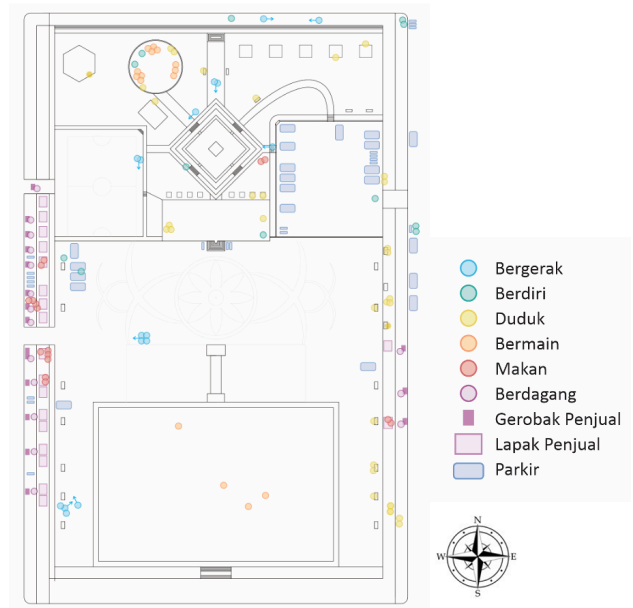 Bergerak
Berdiri
Duduk
Bermain
Makan
Berdagang
Gerobak Penjual
Lapak Penjual
Parkir
N
W
E
S